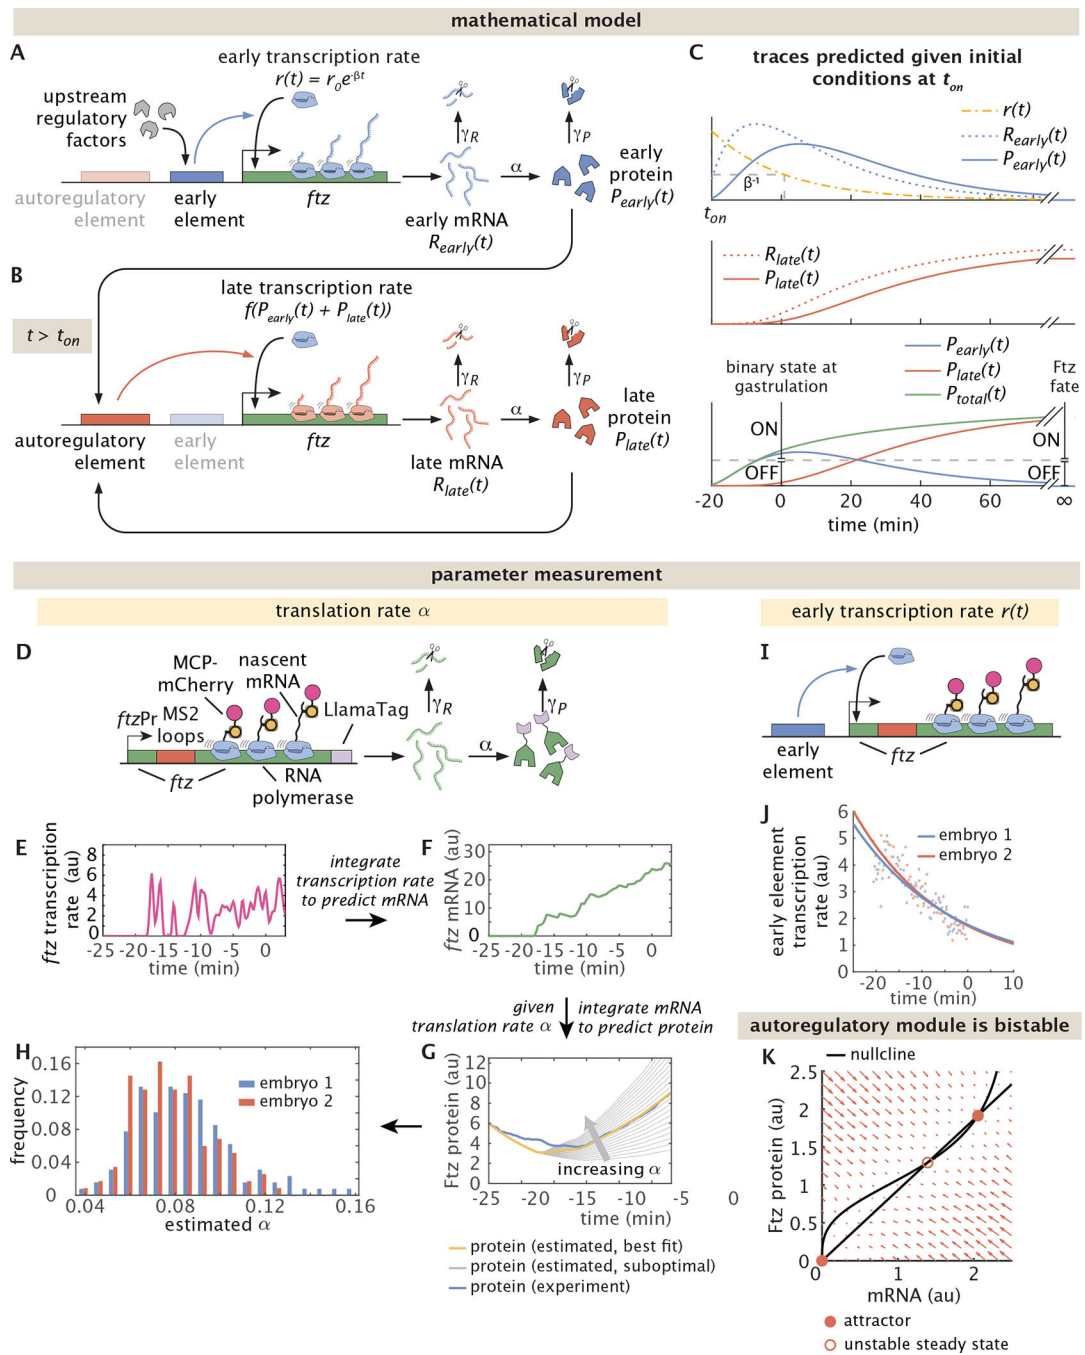 mathematical model
A
early transcription rate
r(t) = r₀e^-βt
upstream
regulatory
factors
γR
γP
α
autoregulatory
element
early
element
ftz
early mRNA
Rearly(t)
early
protein
Pearly(t)
B
t > ton
late transcription rate
f(Pearly(t) + Plate(t))
γR
γP
α
autoregulatory
element
early
element
ftz
late mRNA
Rlate(t)
late
protein
Plate(t)
C
traces predicted given initial
conditions at ton
r(t)
Rearly(t)
Pearly(t)
β-1
ton
Rlate(t)
Plate(t)
Pearly(t)
Plate(t)
Ptotal(t)
binary state at
gastrulation
Ftz
fate
ON
OFF
ON
OFF
-20 0 20 40 60 ∞
time (min)
parameter measurement
translation rate α
early transcription rate r(t)
D
MCP-
mCherry
nascent
mRNA
ftzPr
MS2
loops
LlamaTag
ftz
RNA
polymerase
γR
γP
α
E
ftz transcription
rate (au)
8
6
4
2
0
-25 -20 -15 -10 -5 0
time (min)
integrate
transcription rate
to predict mRNA
F
ftz mRNA (au)
30
20
10
0
-25 -20 -15 -10 -5 0
time (min)
given
translation rate α
integrate mRNA
to predict protein
G
Ftz protein (au)
12
10
8
6
4
2
0
increasing α
-25 -20 -15 -10 -5 0
time (min)
protein (estimated, best fit)
protein (estimated, suboptimal)
protein (experiment)
H
frequency
0.16
0.12
0.08
0.04
0
embryo 1
embryo 2
0.04 0.08 0.12 0.16
estimated α
I
early
element
ftz
J
early eleement
transcription
rate (au)
6
5
4
3
2
1
0
embryo 1
embryo 2
-20 -10 0 10
time (min)
autoregulatory module is bistable
K
nullcline
Ftz protein (au)
2.5
2
1.5
1
0.5
0
0 1 2
mRNA (au)
attractor
unstable steady state